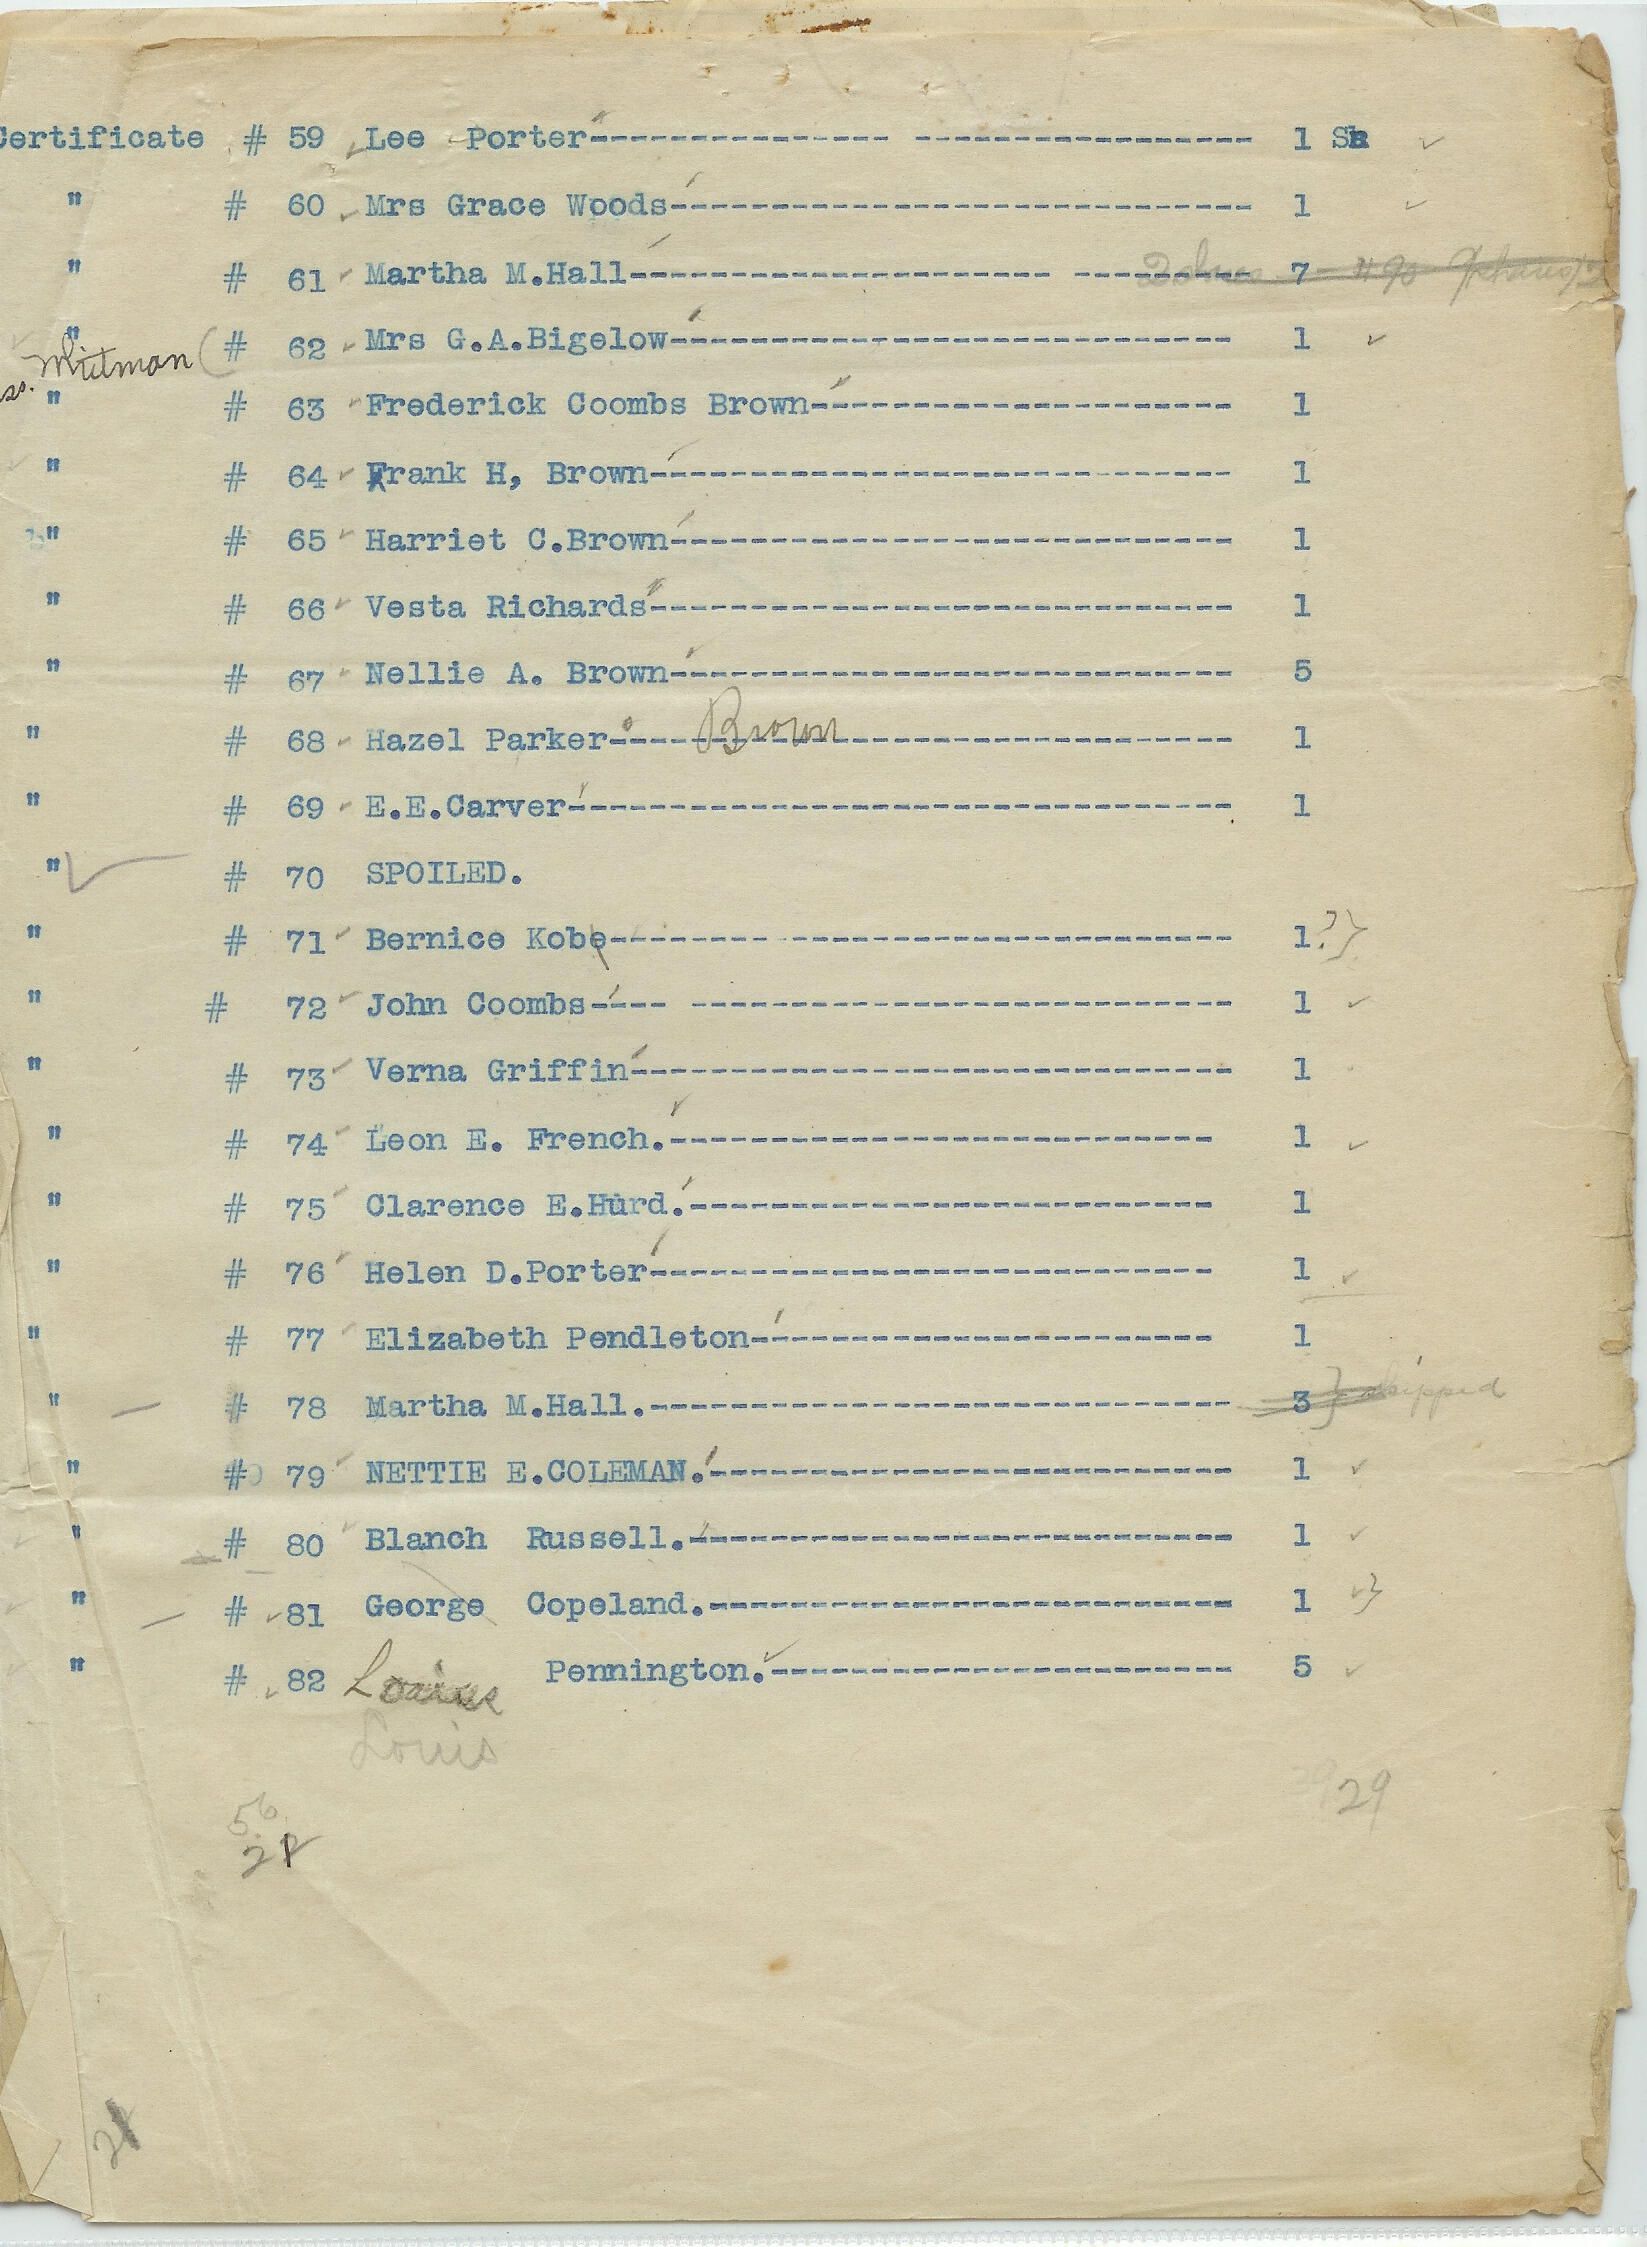 Certificate # 59 Lee Porter--------------- ----------------- 1 Sh
" # 60 Mrs Grace Woods----------------------------- 1
" # 61 Martha M.Hall--------------------- --------- 7 #90
" # 62 Mrs G.A.Bigelow---------------------------- 1
Whitman (
" # 63 Frederick Coombs Brown--------------------- 1
" # 64 Frank H, Brown----------------------------- 1
" # 65 Harriet C.Brown---------------------------- 1
" # 66 Vesta Richards----------------------------- 1
" # 67 Nellie A. Brown---------------------------- 5
" # 68 Hazel Parker---- Brown -------------------- 1
" # 69 E.E.Carver--------------------------------- 1
" # 70 SPOILED.
" # 71 Bernice Kobe-------- ---------------------- 1 ? }
" # 72 John Coombs---- --------------------------- 1
" # 73 Verna Griffin------------------------------ 1
" # 74 Leon E. French.--------------------------- 1
" # 75 Clarence E.Hurd.-------------------------- 1
" # 76 Helen D.Porter---------------------------- 1
" # 77 Elizabeth Pendleton----------------------- 1
" — # 78 Martha M.Hall.----------------------------- 3 } skipped
" # 79 NETTIE E.COLEMAN.-------------------------- 1
" # 80 Blanch Russell.--------------------------- 1
" — # 81 George Copeland.-------------------------- 1 }
" # 82 Louise Pennington.----------------------- 5
Louis
29
56
21